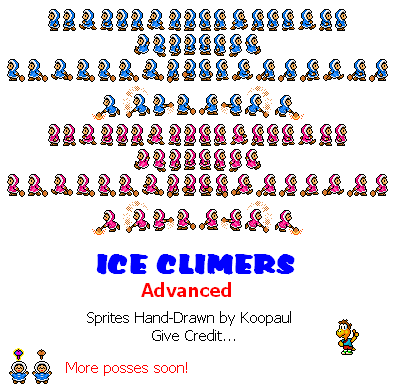 ICE CLIMERS
Advanced
Sprites Hand-Drawn by Koopaul
Give Credit...
More posses soon!